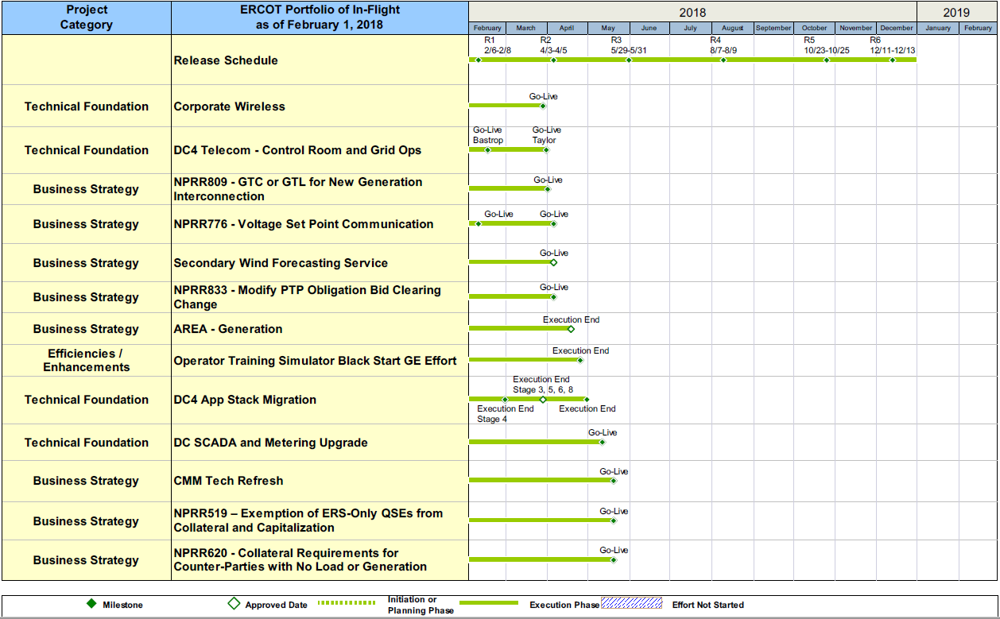 Project
Category
ERCOT Portfolio of In-Flight
as of February 1, 2018
2018
2019
February
March
April
May
June
July
August
September
October
November
December
January
February
Release Schedule
R1
2/6-2/8
R2
4/3-4/5
R3
5/29-5/31
R4
8/7-8/9
R5
10/23-10/25
R6
12/11-12/13
Technical Foundation
Corporate Wireless
Go-Live
Technical Foundation
DC4 Telecom - Control Room and Grid Ops
Go-Live
Bastrop
Go-Live
Taylor
Business Strategy
NPRR809 - GTC or GTL for New Generation
Interconnection
Go-Live
Business Strategy
NPRR776 - Voltage Set Point Communication
Go-Live
Go-Live
Business Strategy
Secondary Wind Forecasting Service
Go-Live
Business Strategy
NPRR833 - Modify PTP Obligation Bid Clearing
Change
Go-Live
Business Strategy
AREA - Generation
Execution End
Efficiencies /
Enhancements
Operator Training Simulator Black Start GE Effort
Execution End
Technical Foundation
DC4 App Stack Migration
Execution End
Stage 3, 5, 6, 8
Execution End
Stage 4
Execution End
Technical Foundation
DC SCADA and Metering Upgrade
Go-Live
Business Strategy
CMM Tech Refresh
Go-Live
Business Strategy
NPRR519 – Exemption of ERS-Only QSEs from
Collateral and Capitalization
Go-Live
Business Strategy
NPRR620 - Collateral Requirements for
Counter-Parties with No Load or Generation
Go-Live
Milestone
Approved Date
Initiation or
Planning Phase
Execution Phase
Effort Not Started